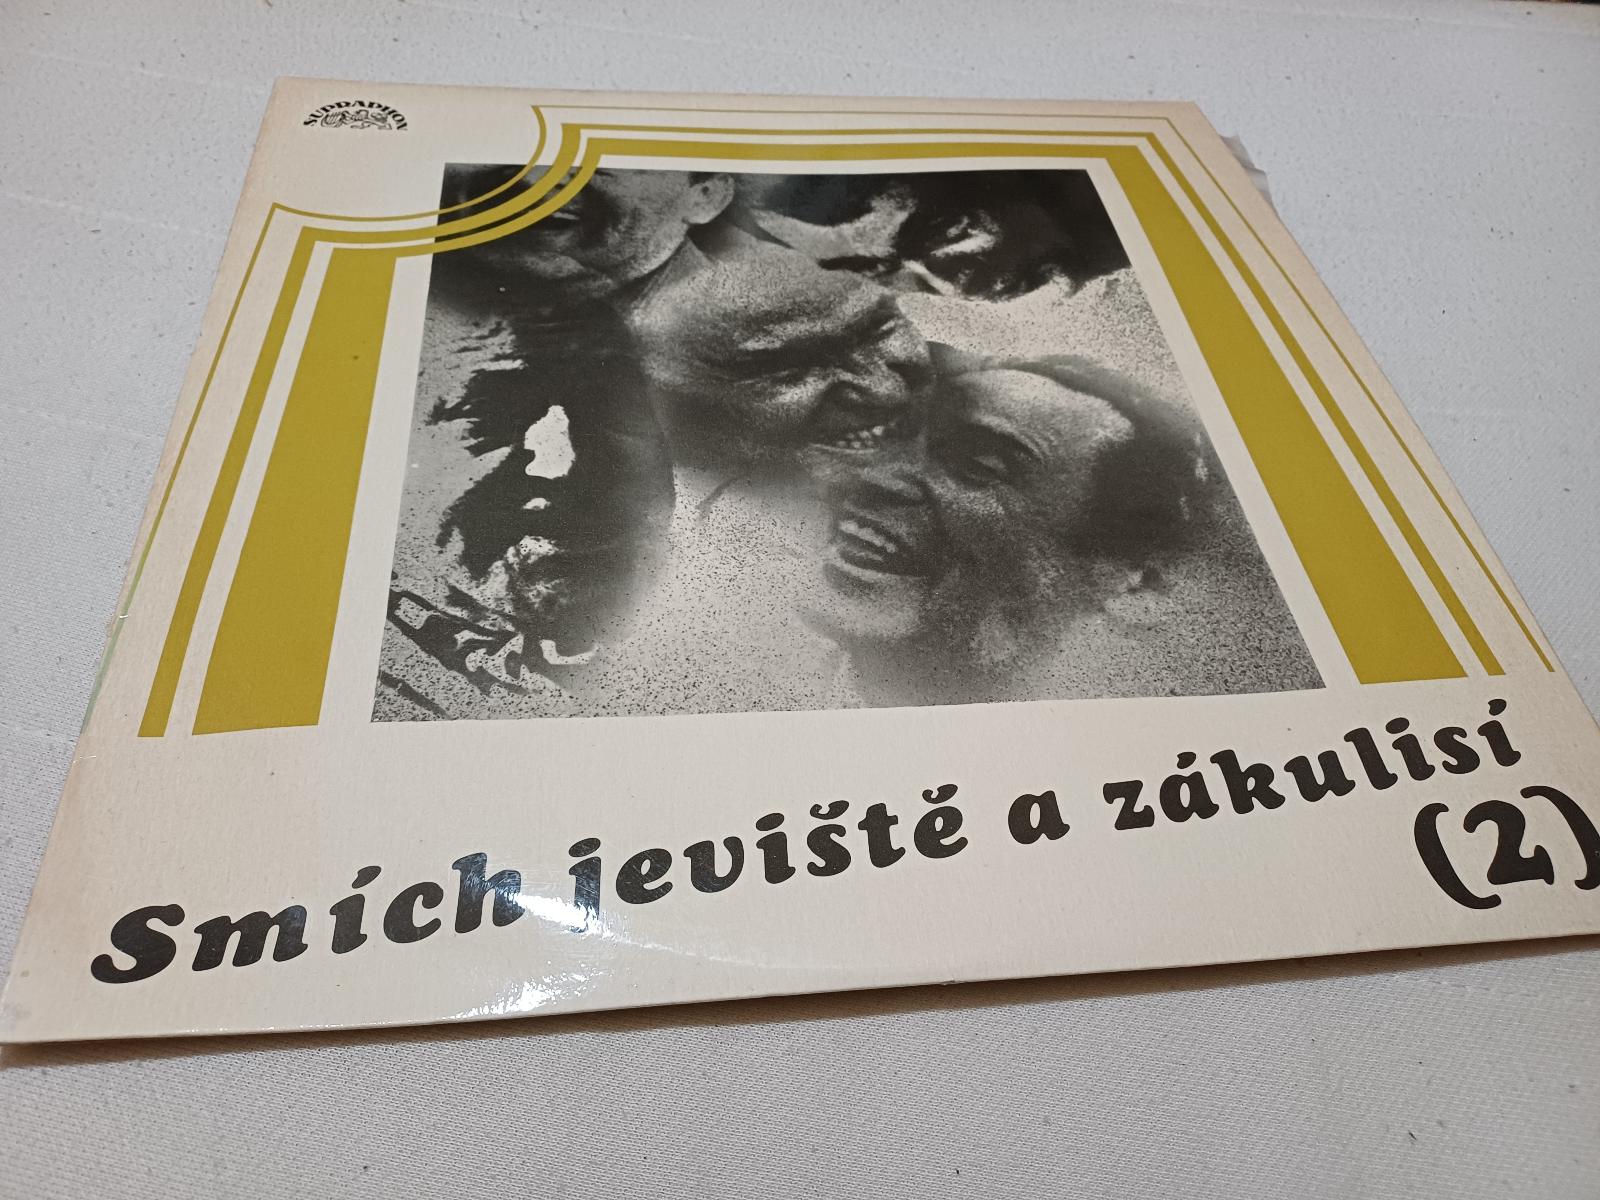 SUPRAPHON
Smích jeviště a zákulisí
(2)